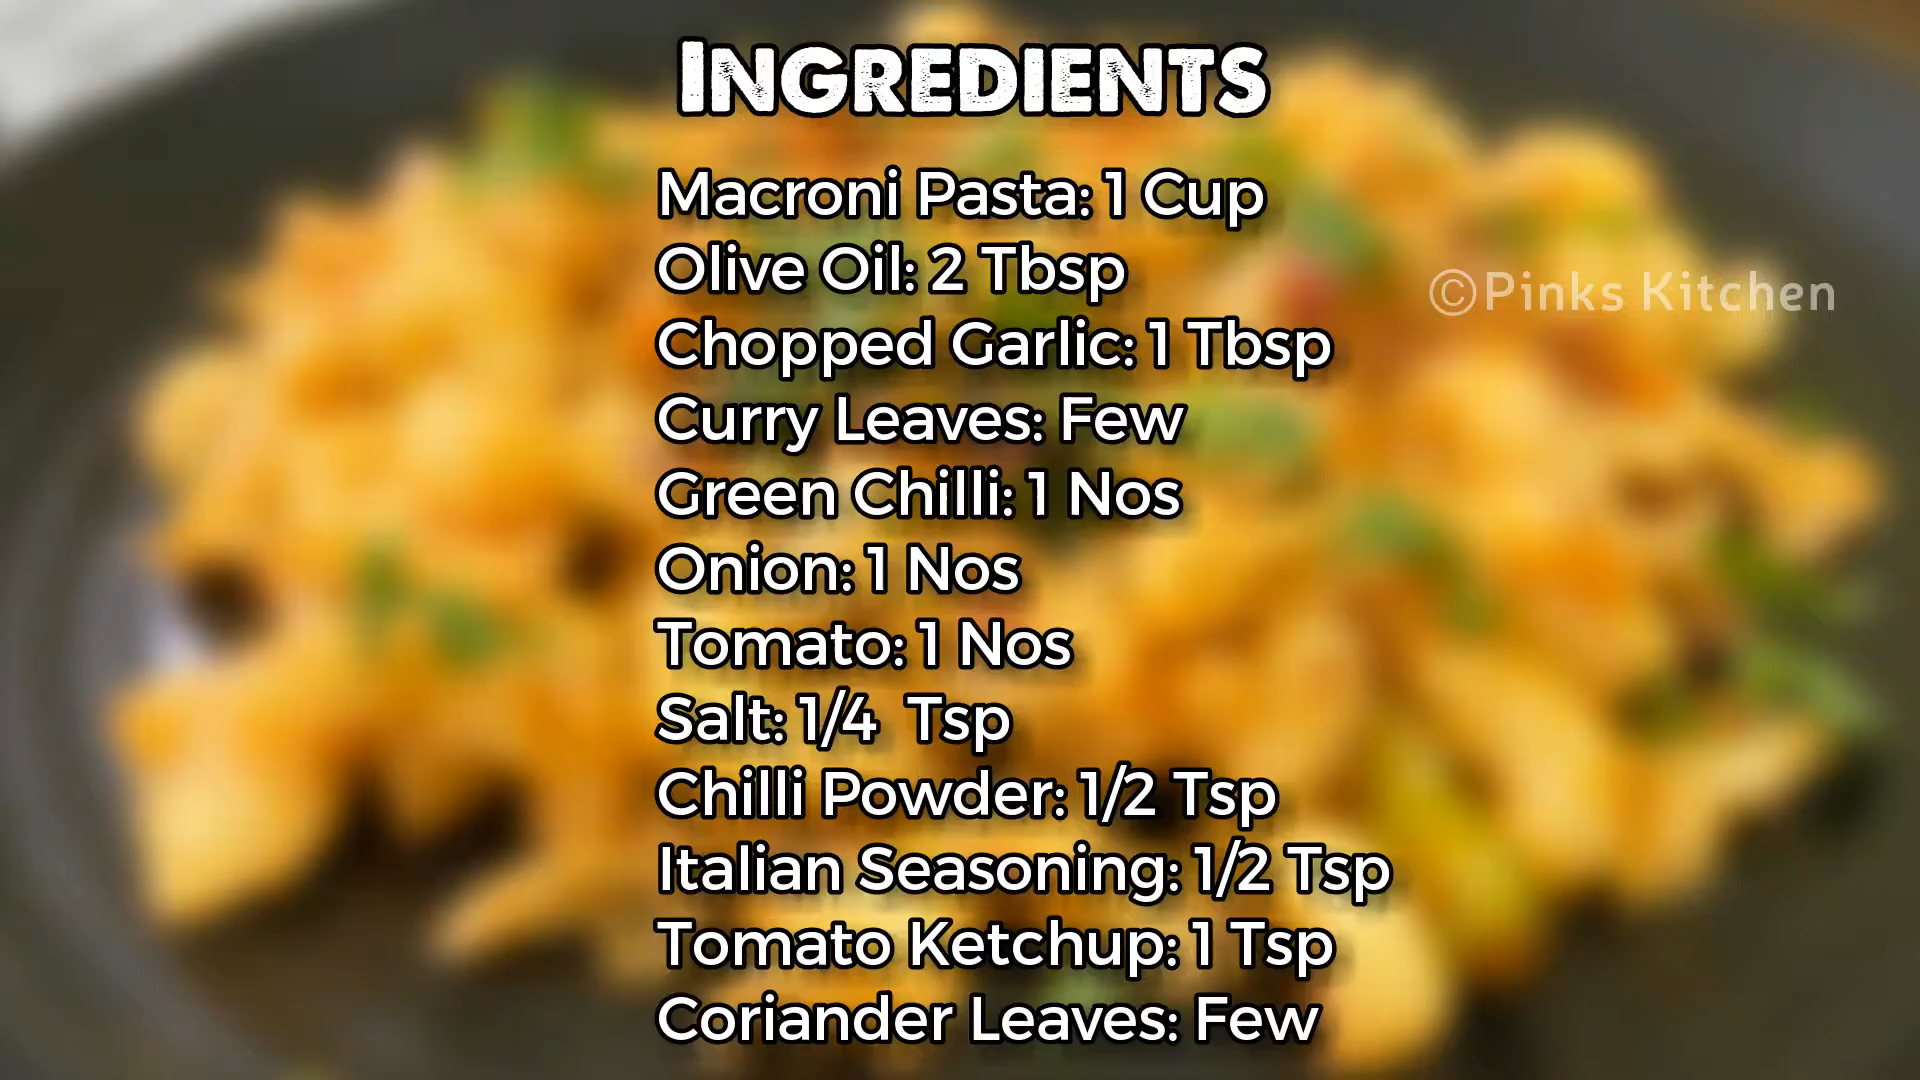 INGREDIENTS
Macroni Pasta: 1 Cup
Olive Oil: 2 Tbsp
©Pinks Kitchen
Chopped Garlic: 1 Tbsp
Curry Leaves: Few
Green Chilli: 1 Nos
Onion: 1 Nos
Tomato: 1 Nos
Salt: 1/4 Tsp
Chilli Powder: 1/2 Tsp
Italian Seasoning: 1/2 Tsp
Tomato Ketchup: 1 Tsp
Coriander Leaves: Few